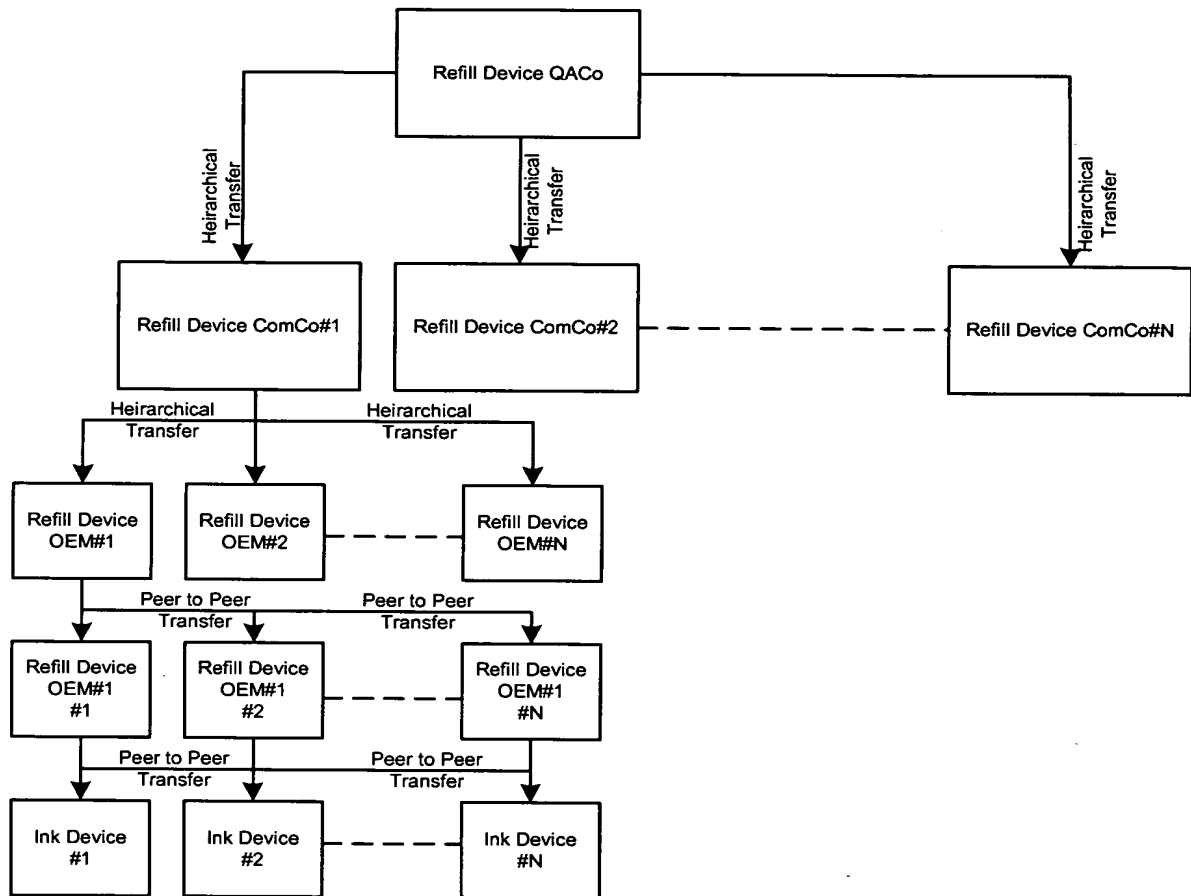 Refill Device QACo
Heirarchical
Transfer
Heirarchical
Transfer
Heirarchical
Transfer
Refill Device ComCo#1
Refill Device ComCo#2
Refill Device ComCo#N
Heirarchical
Transfer
Heirarchical
Transfer
Refill Device
OEM#1
Refill Device
OEM#2
Refill Device
OEM#N
Peer to Peer
Transfer
Peer to Peer
Transfer
Refill Device
OEM#1
#1
Refill Device
OEM#1
#2
Refill Device
OEM#1
#N
Peer to Peer
Transfer
Peer to Peer
Transfer
Ink Device
#1
Ink Device
#2
Ink Device
#N